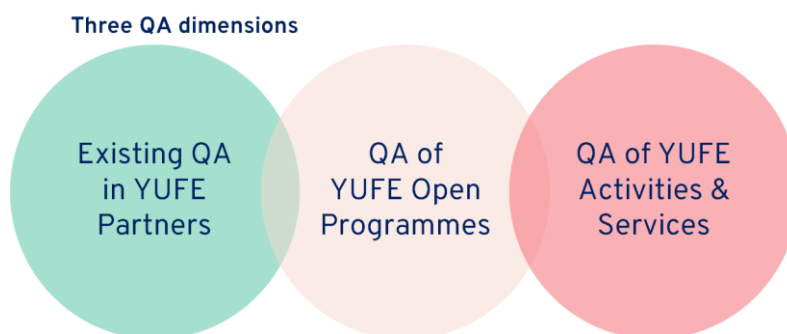 Three QA dimensions
Existing QA
in YUFE
Partners
QA of
YUFE Open
Programmes
QA of YUFE
Activities &
Services